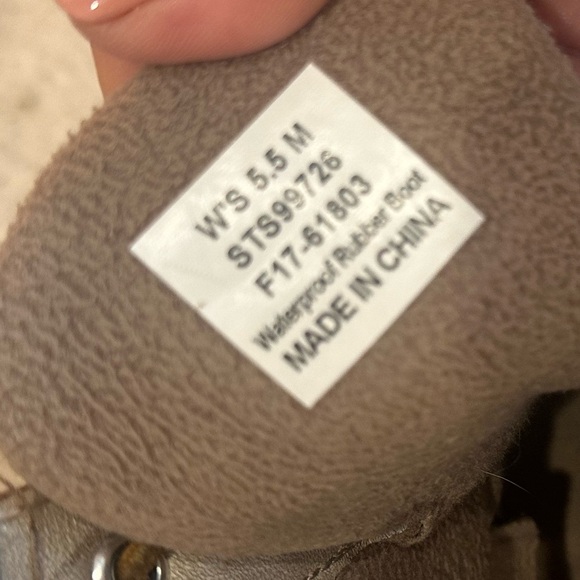 W'S 5.5 M
STS99726
F17-61803
Waterproof Rubber Boot
MADE IN CHINA